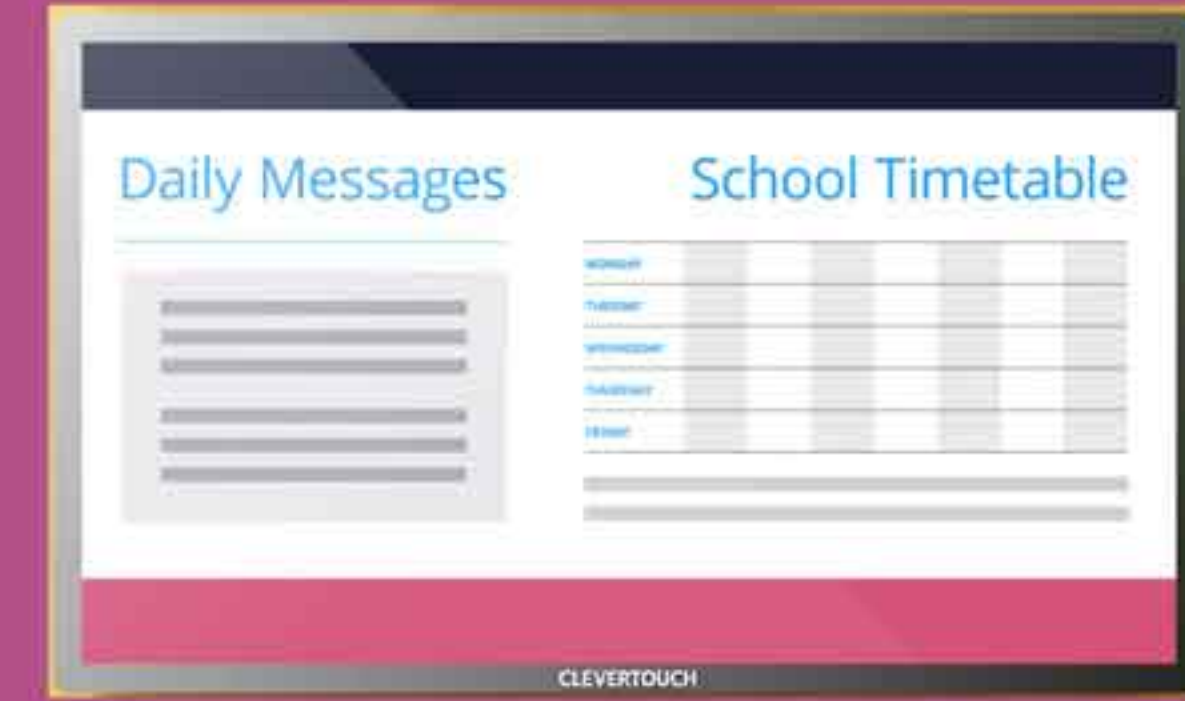 Daily Messages
School Timetable
MONDAY
TUESDAY
WEDNESDAY
THURSDAY
FRIDAY
CLEVERTOUCH